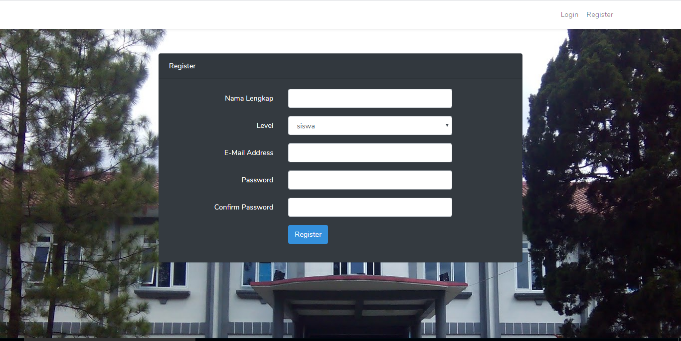 Login Register
Register
Nama Lengkap
Level siswa
E-Mail Address
Password
Confirm Password
Register